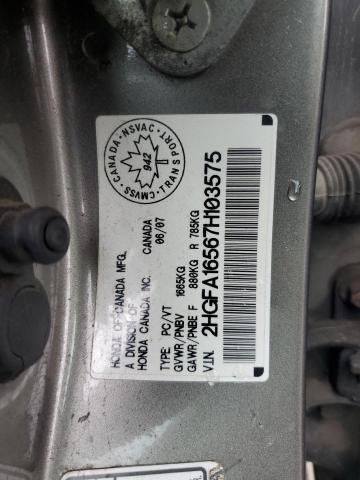 CANADA-NSVAC
942
CMVSS TRANSPORT
HONDA OF CANADA MFG.
A DIVISION OF
HONDA CANADA INC. CANADA
06/07
TYPE PC/VT
GVWR/PNBV 1665KG
GAWR/PNBE F 880KG R 785KG
V.I.N. 2HGFA16567H103575